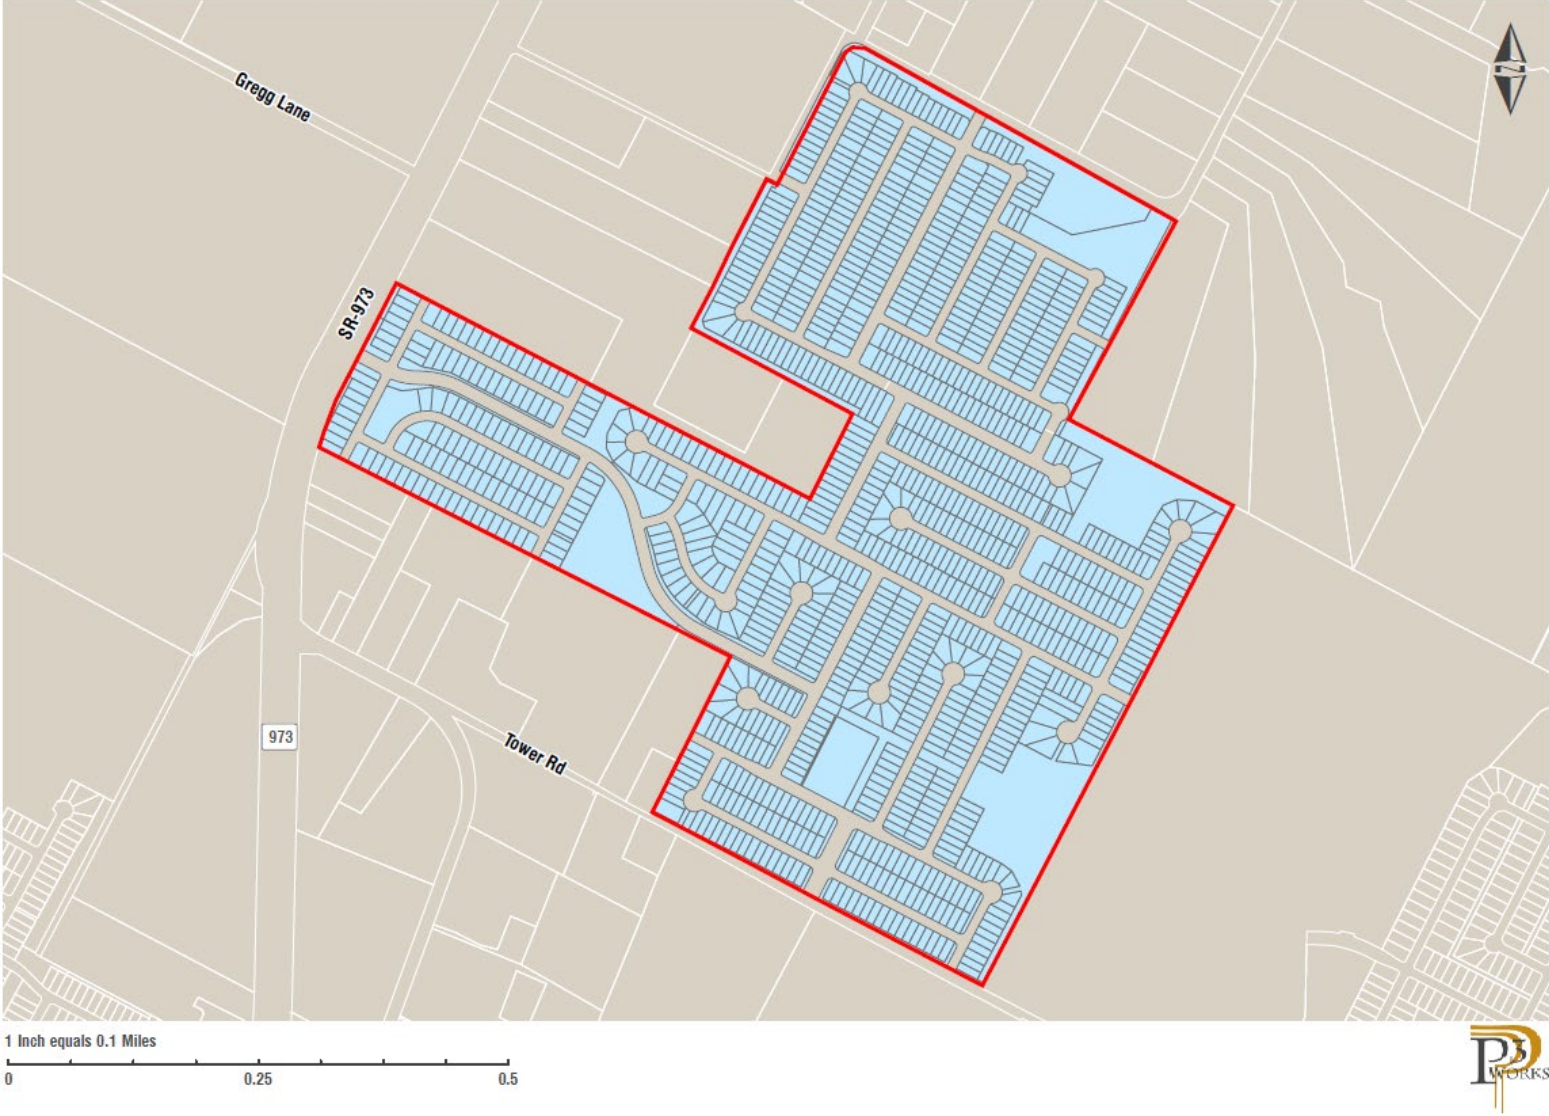 Gregg Lane
N
SR-973
973
Tower Rd
1 Inch equals 0.1 Miles
0 0.25 0.5
P3
WORKS